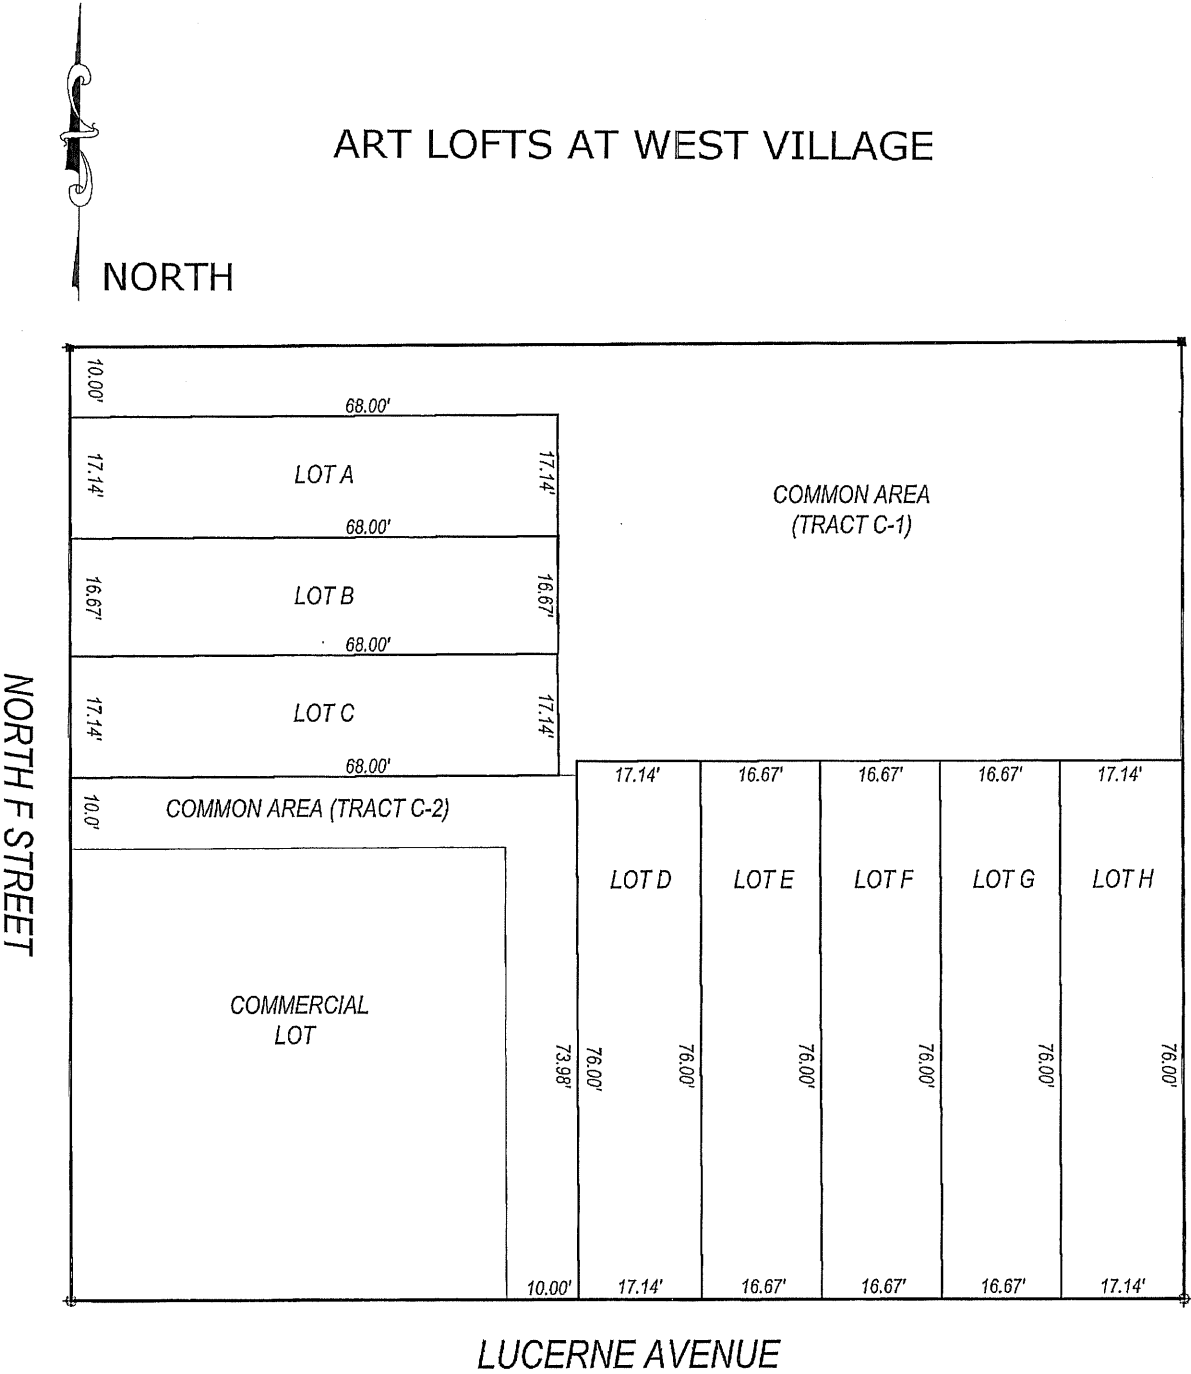 ART LOFTS AT WEST VILLAGE
NORTH
10.00'
68.00'
17.14'
LOT A
17.14'
68.00'
16.67'
LOT B
16.67'
68.00'
17.14'
LOT C
17.14'
68.00'
COMMON AREA
(TRACT C-1)
10.0'
COMMON AREA (TRACT C-2)
17.14'
16.67'
16.67'
16.67'
17.14'
LOT D
LOT E
LOT F
LOT G
LOT H
COMMERCIAL
LOT
73.98'
76.00'
76.00'
76.00'
76.00'
76.00'
76.00'
10.00'
17.14'
16.67'
16.67'
16.67'
17.14'
NORTH F STREET
LUCERNE AVENUE